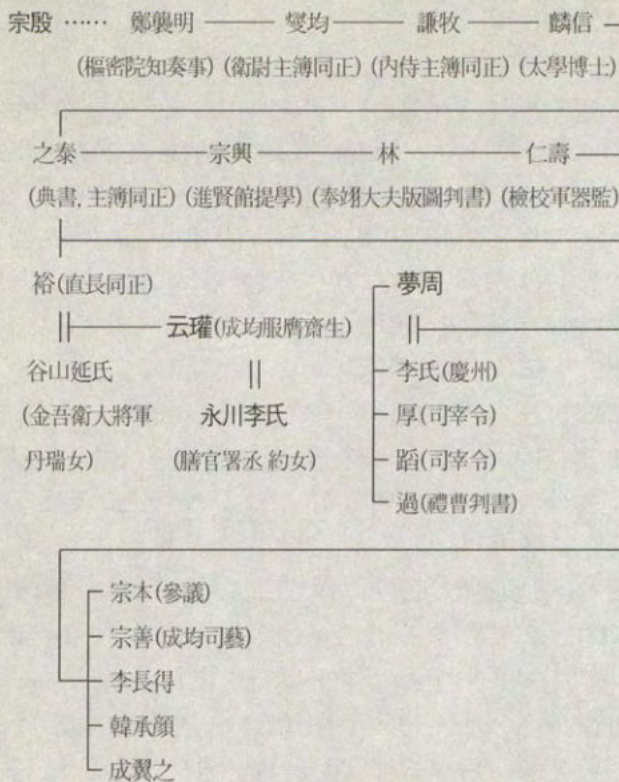 宗殷 …… 鄭襲明 燮均 謙牧 麟信
(樞密院知奏事) (衛尉主簿同正) (內侍主簿同正) (太學博士)
之泰 宗興 林 仁壽
(典書, 主簿同正) (進賢館提學) (奉翊大夫版圖判書) (檢校軍器監)
裕(直長同正)
云瓘(成均服膺齋生)
谷山延氏
(金吾衛大將軍
永川李氏
丹瑞女)
(膳官署丞 約女)
夢周
李氏(慶州)
厚(司宰令)
蹈(司宰令)
過(禮曹判書)
宗本(參議)
宗善(成均司藝)
李長得
韓承顔
成翼之